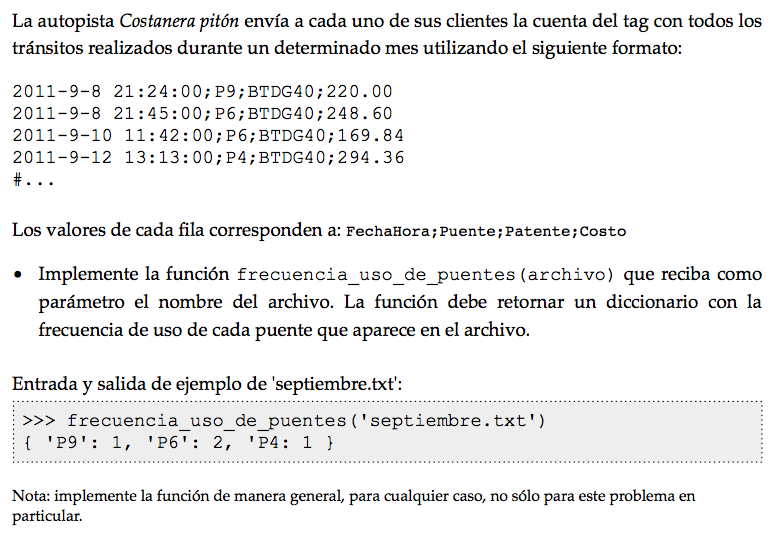 La autopista Costanera pitón envía a cada uno de sus clientes la cuenta del tag con todos los
tránsitos realizados durante un determinado mes utilizando el siguiente formato:
2011-9-8 21:24:00;P9;BTDG40;220.00
2011-9-8 21:45:00;P6;BTDG40;248.60
2011-9-10 11:42:00;P6;BTDG40;169.84
2011-9-12 13:13:00;P4;BTDG40;294.36
#...
Los valores de cada fila corresponden a: FechaHora;Puente;Patente;Costo
• Implemente la función frecuencia_uso_de_puentes(archivo) que reciba como
parámetro el nombre del archivo. La función debe retornar un diccionario con la
frecuencia de uso de cada puente que aparece en el archivo.
Entrada y salida de ejemplo de 'septiembre.txt':
>>> frecuencia_uso_de_puentes('septiembre.txt')
{ 'P9': 1, 'P6': 2, 'P4: 1 }
Nota: implemente la función de manera general, para cualquier caso, no sólo para este problema en
particular.